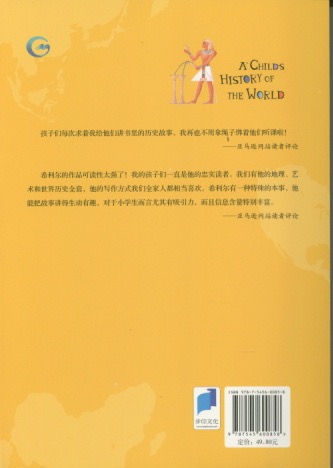 A CHILD'S
HISTORY OF
THE WORLD
孩子们每次求着我给他们讲书里的历史故事，我再也不用拿绳子绑着他们听课啦！
——亚马逊网站读者评论
希利尔的作品可读性太强了！我的孩子们一直是他的忠实读者，我们有他的地理、艺
术和世界历史全套，他的写作方式我们全家人都相当喜欢。希利尔有一种特殊的本事，他
能把故事讲得生动有趣，对于小学生而言尤其有吸引力，而且信息含量特别丰富。
——亚马逊网站读者评论
步印文化
定价：49.80元